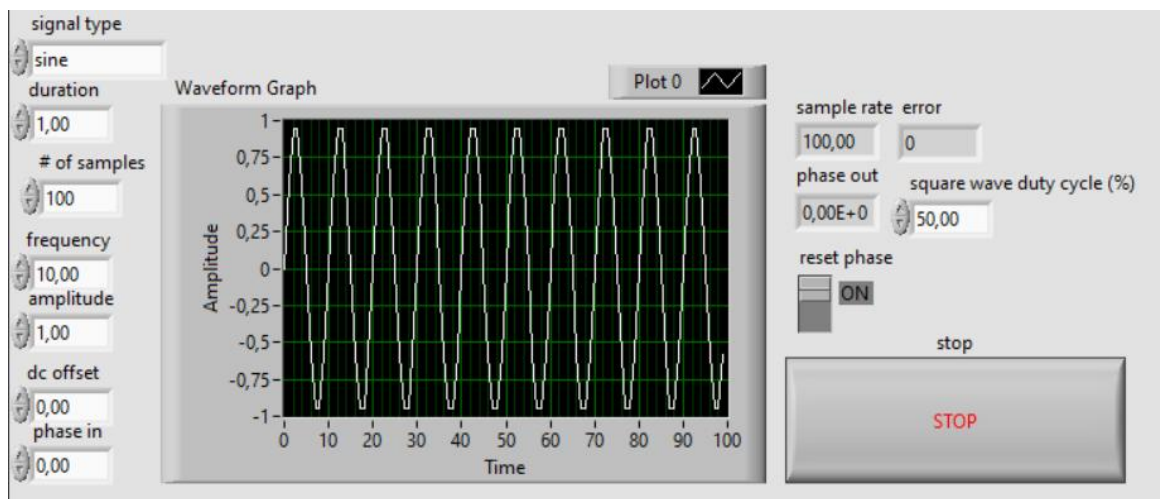 signal type
sine
duration
1,00
# of samples
100
frequency
10,00
amplitude
1,00
dc offset
0,00
phase in
0,00
Waveform Graph
Plot 0
Amplitude
1
0,75
0,5
0,25
0
-0,25
-0,5
-0,75
-1
0 10 20 30 40 50 60 70 80 90 100
Time
sample rate error
100,00 0
phase out square wave duty cycle (%)
0,00E+0 50,00
reset phase
ON
stop
STOP